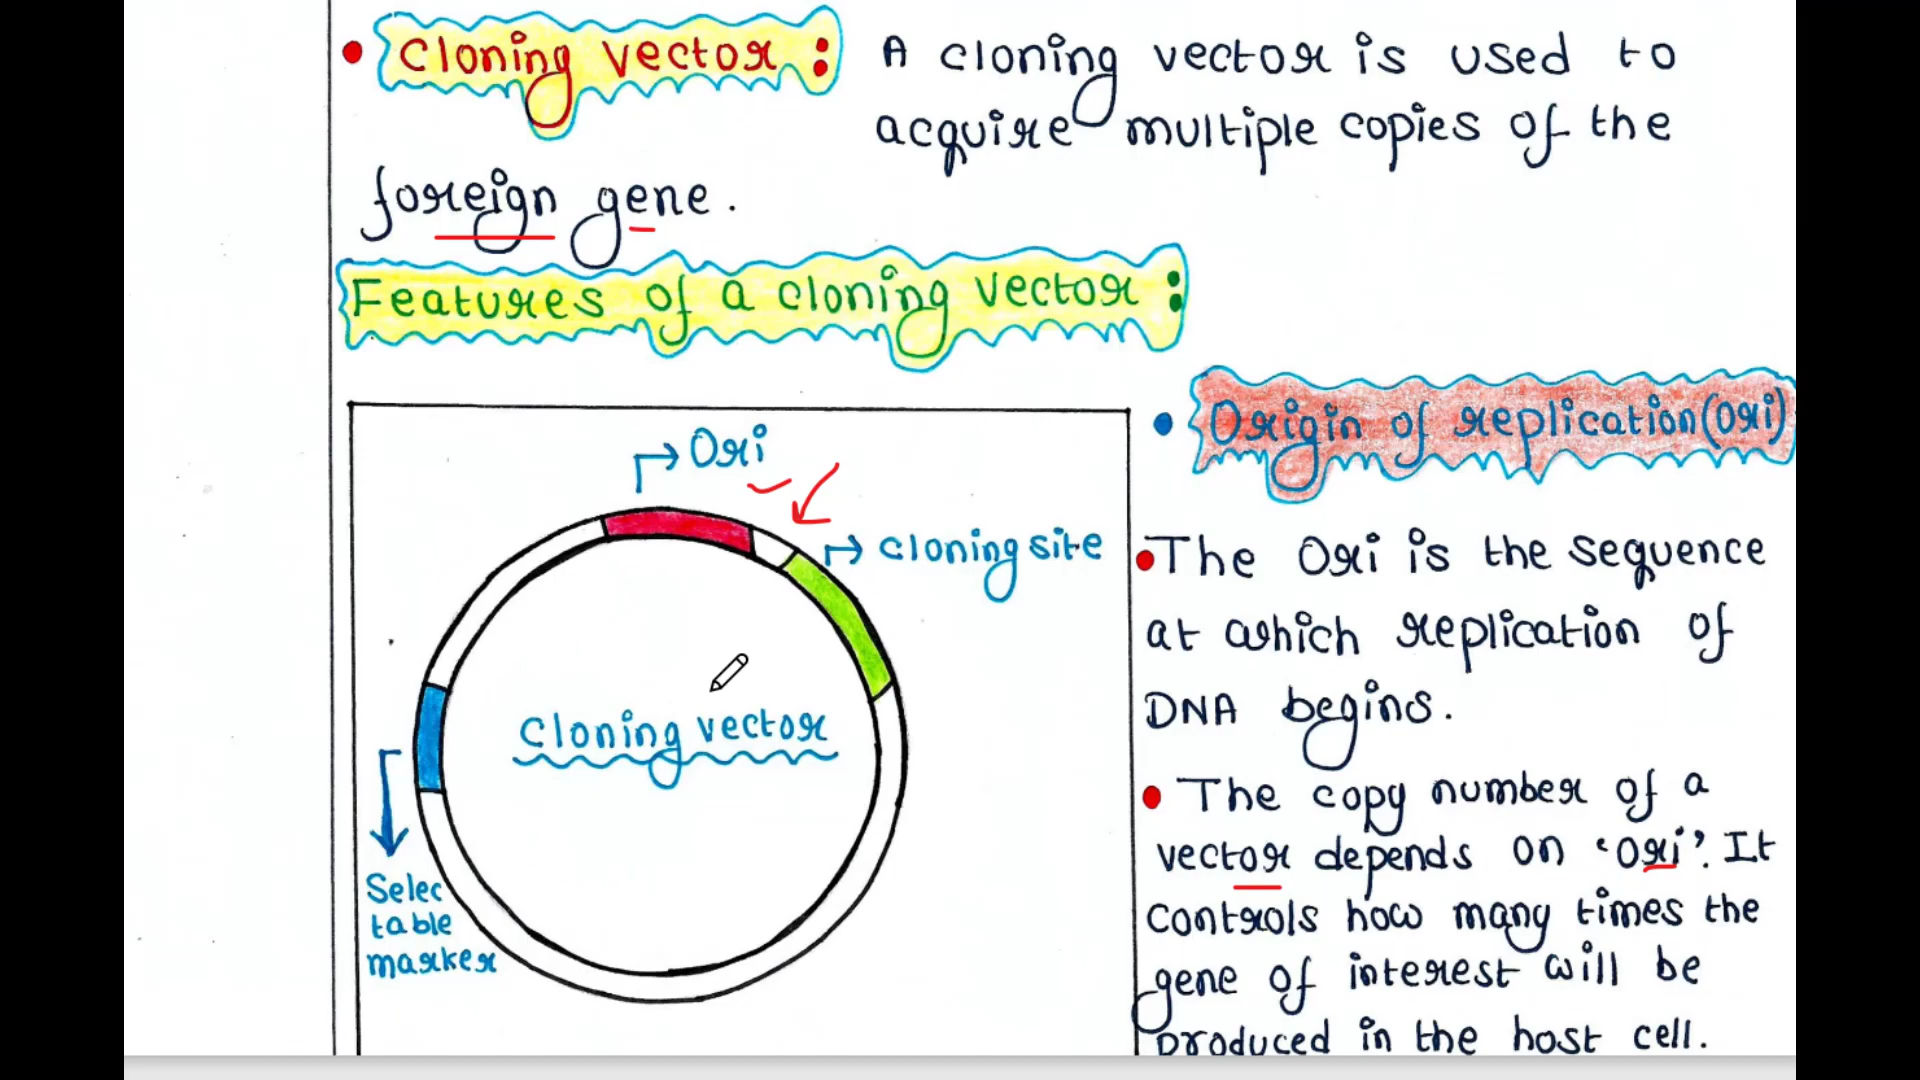 Cloning vector :
A cloning vector is used to
acquire multiple copies of the
foreign gene.
Features of a cloning vector :
Ori
Cloning site
Cloning vector
Selec
table
marker
Origin of replication(Ori)
The Ori is the sequence
at which replication of
DNA begins.
The copy number of a
vector depends on 'Ori'. It
controls how many times the
gene of interest will be
produced in the host cell.